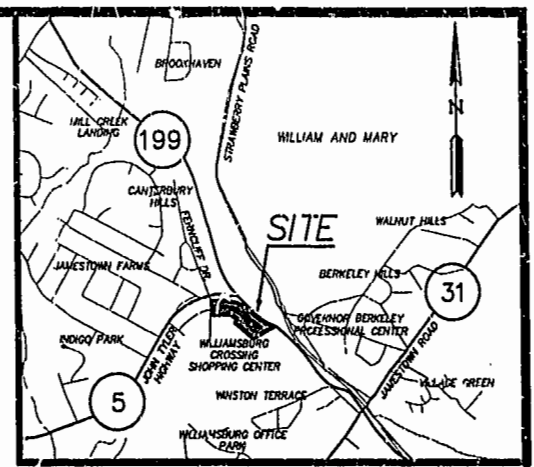 BROOKHAVEN
STRAWBERRY PLAINS ROAD
MILL CREEK
LANDING
199
WILLIAM AND MARY
N
CANTERBURY
HILLS
FERNCLIFF DR.
SITE
WALNUT HILLS
JAMESTOWN FARMS
BERKELEY HILLS
31
GOVERNOR BERKELEY
PROFESSIONAL CENTER
INDIGO PARK
JOHN TYLER
HIGHWAY
WILLIAMSBURG
CROSSING
SHOPPING CENTER
JAMESTOWN ROAD
VILLAGE GREEN
5
WINSTON TERRACE
WILLIAMSBURG OFFICE
PARK